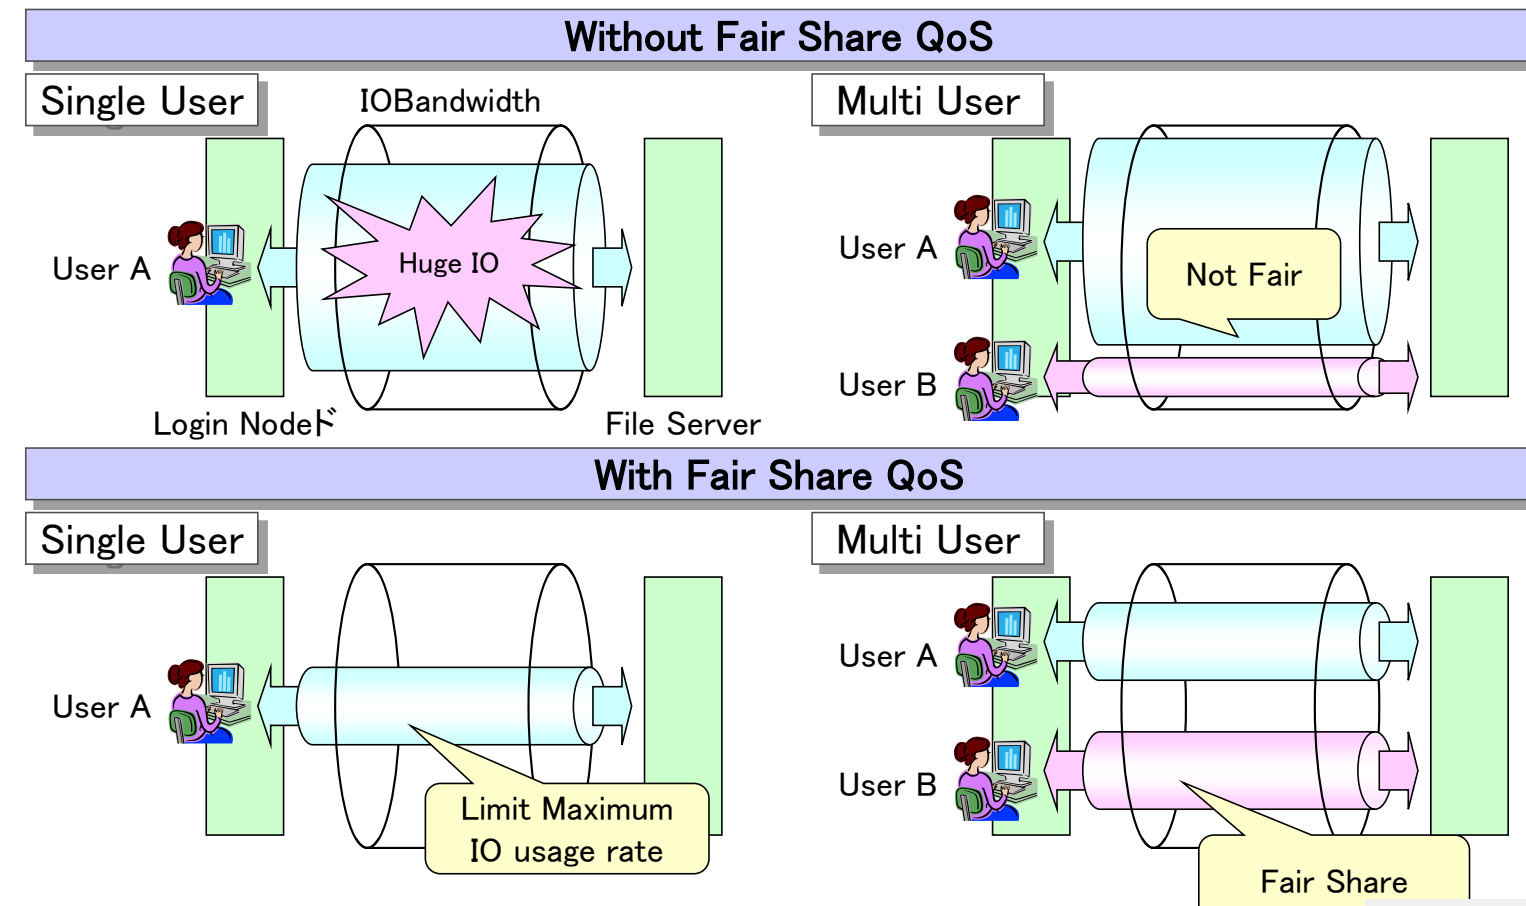 Without Fair Share QoS
Single User
IOBandwidth
Huge IO
User A
Login Nodeド
File Server
Multi User
User A
Not Fair
User B
With Fair Share QoS
Single User
User A
Limit Maximum
IO usage rate
Multi User
User A
User B
Fair Share